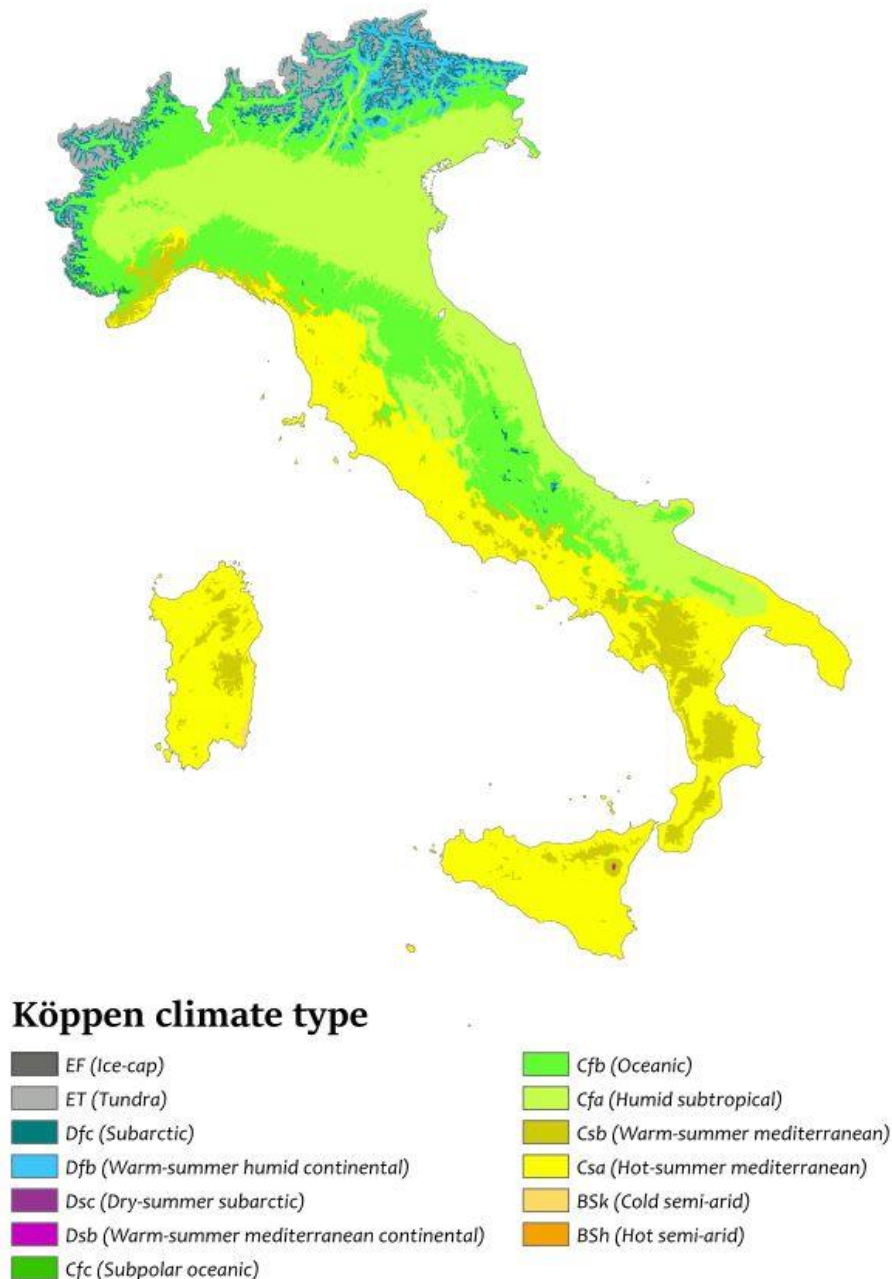 Köppen climate type
EF (Ice-cap)
ET (Tundra)
Dfc (Subarctic)
Dfb (Warm-summer humid continental)
Dsc (Dry-summer subarctic)
Dsb (Warm-summer mediterranean continental)
Cfc (Subpolar oceanic)
Cfb (Oceanic)
Cfa (Humid subtropical)
Csb (Warm-summer mediterranean)
Csa (Hot-summer mediterranean)
BSk (Cold semi-arid)
BSh (Hot semi-arid)